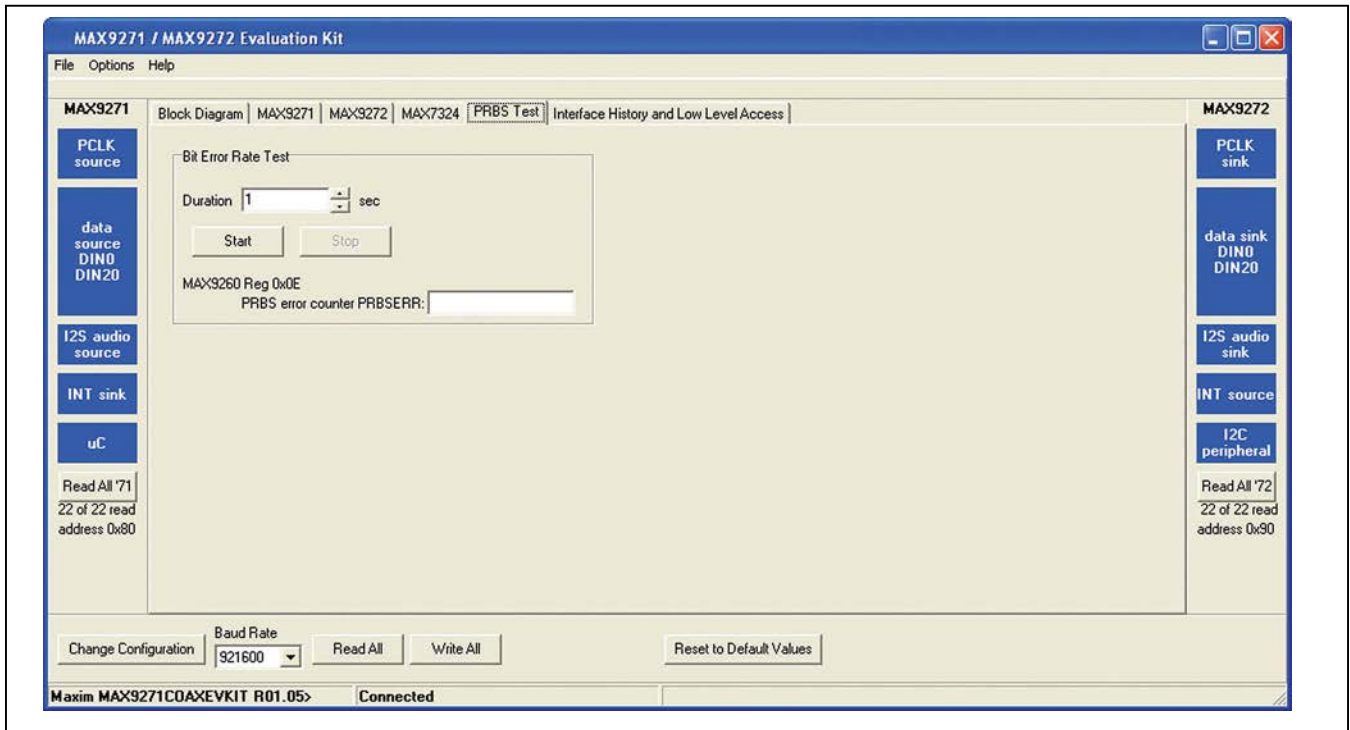 MAX9271 / MAX9272 Evaluation Kit
File Options Help
MAX9271
PCLK
source
data
source
DIN0
DIN20
I2S audio
source
INT sink
uC
Read All '71
22 of 22 read
address 0x80
Block Diagram MAX9271 MAX9272 MAX7324 PRBS Test Interface History and Low Level Access
Bit Error Rate Test
Duration 1 sec
Start Stop
MAX9260 Reg 0x0E
PRBS error counter PRBSERR:
MAX9272
PCLK
sink
data sink
DIN0
DIN20
I2S audio
sink
INT source
I2C
peripheral
Read All '72
22 of 22 read
address 0x90
Change Configuration
Baud Rate
921600
Read All Write All Reset to Default Values
Maxim MAX9271COAXEVKIT R01.05> Connected